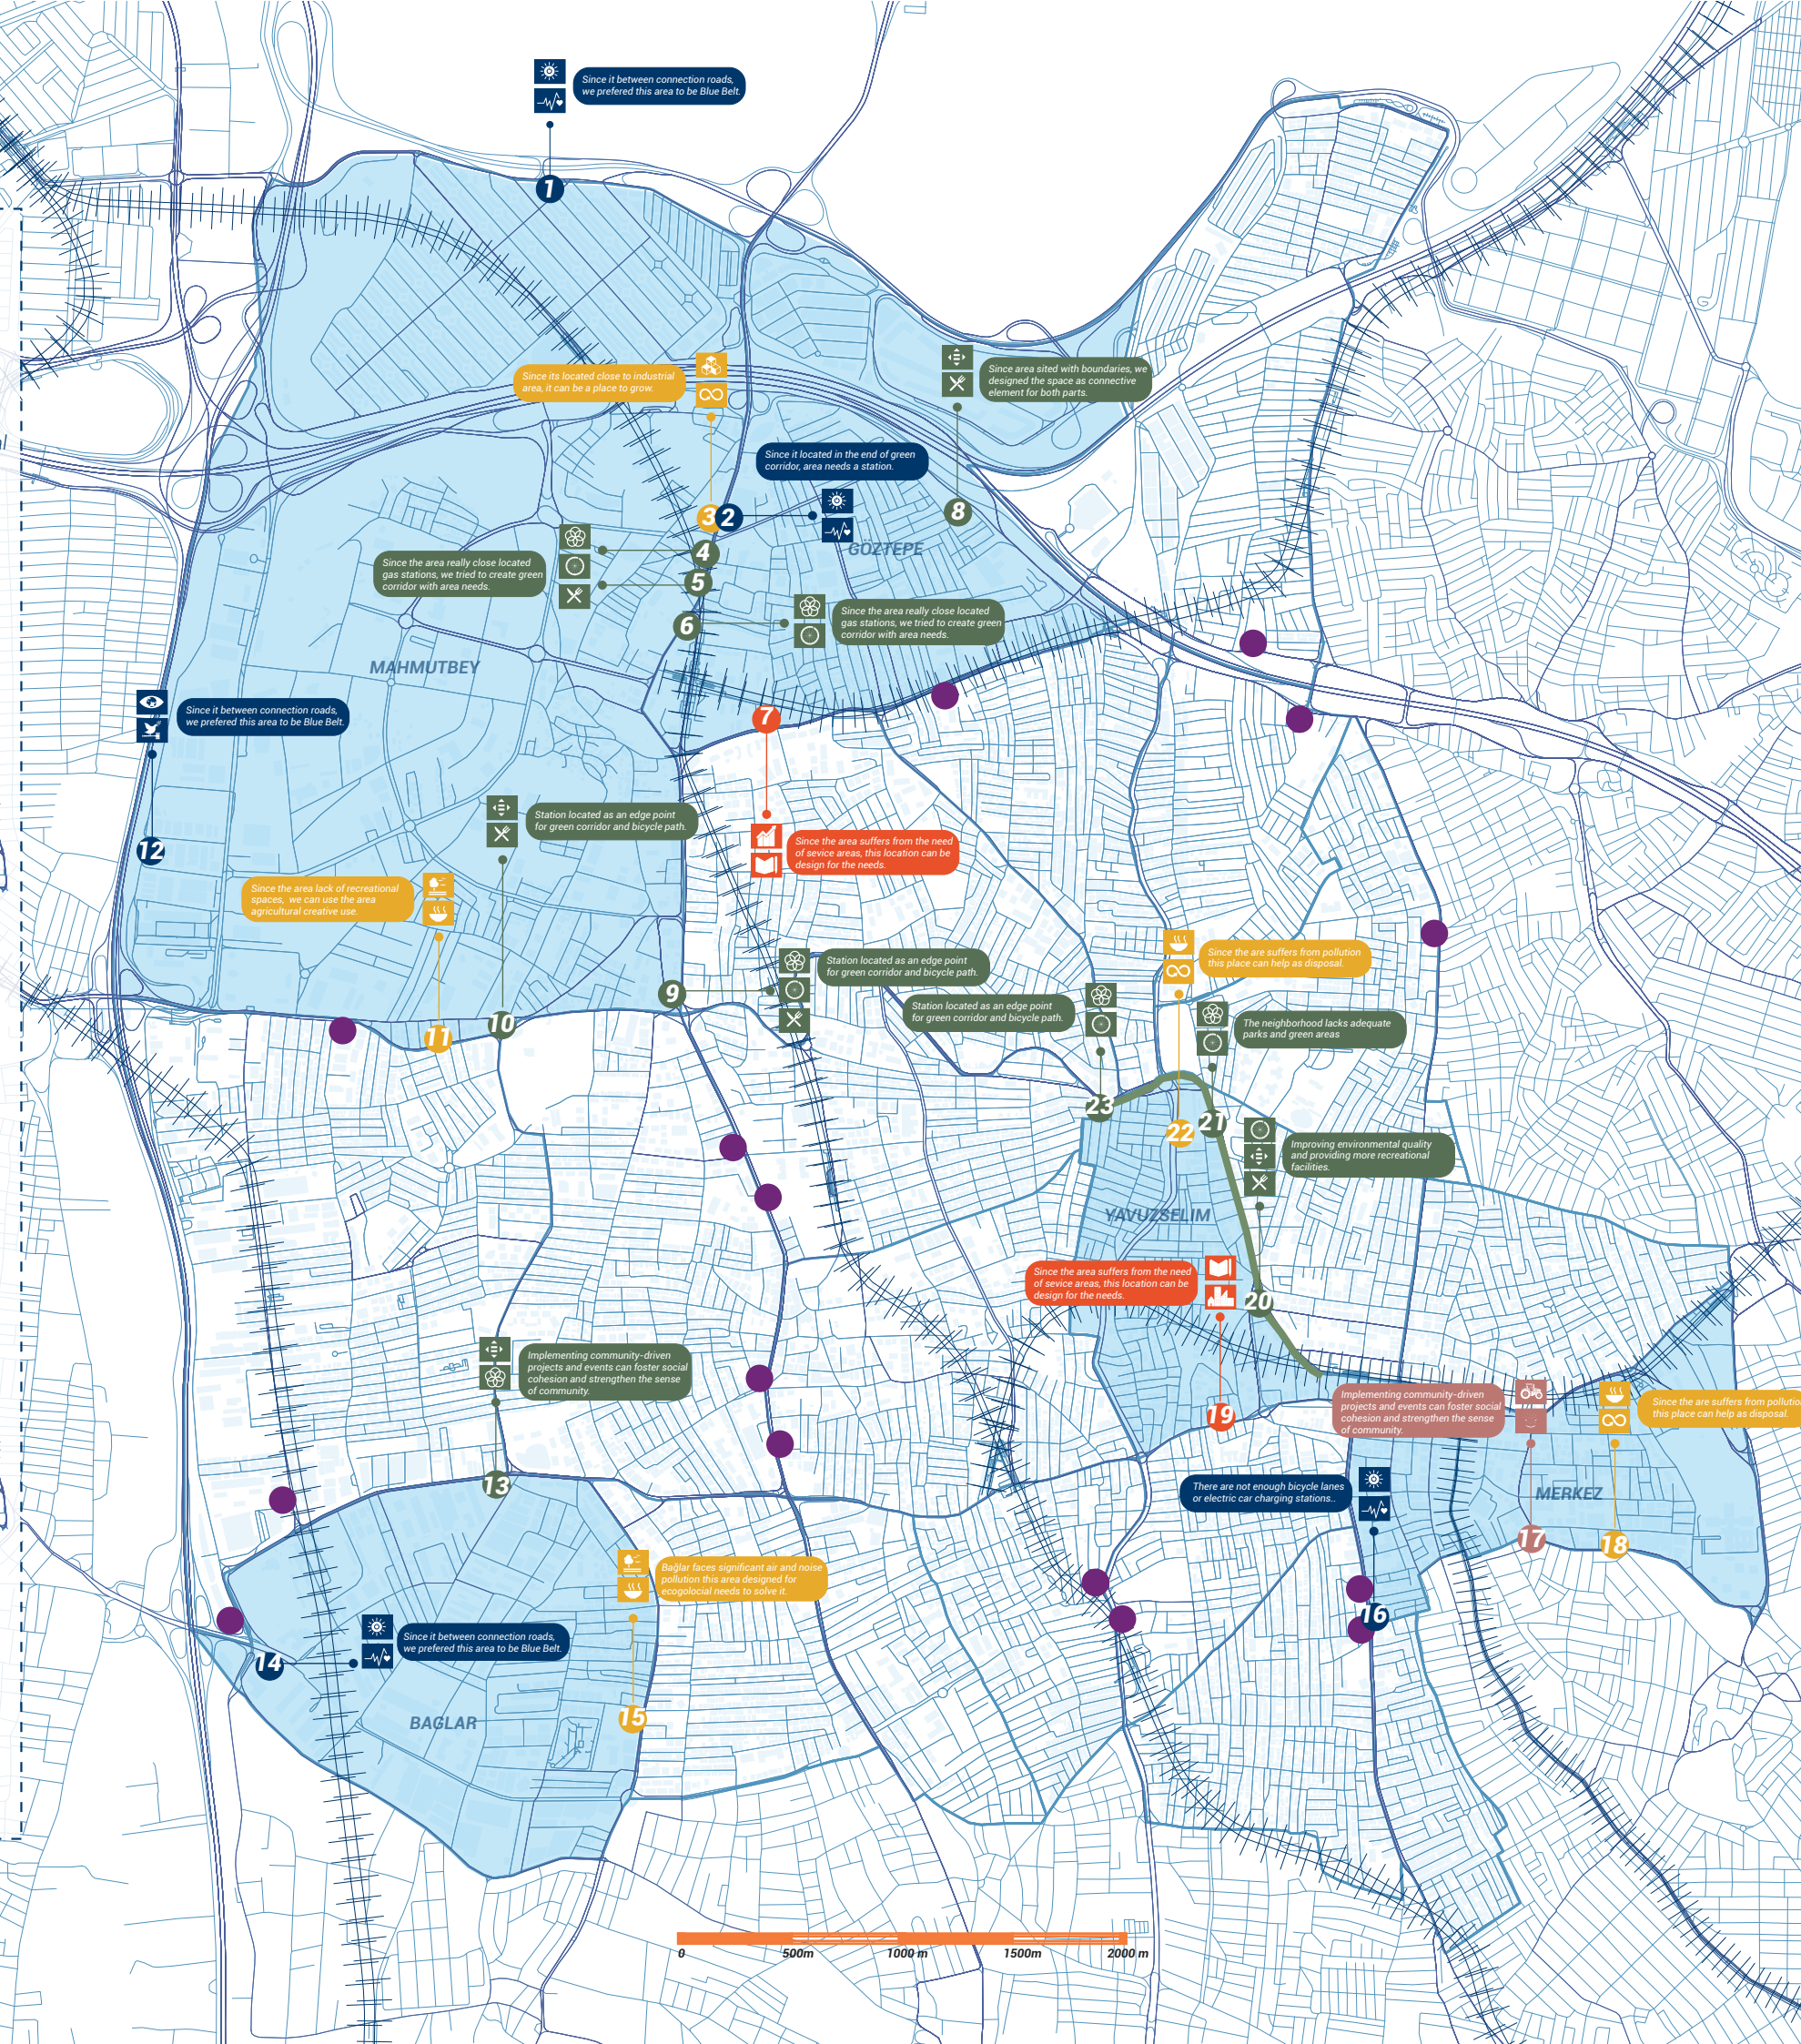 Since it between connection roads,
we prefered this area to be Blue Belt.
1
Since its located close to industrial
area, it can be a place to grow.
Since area sited with boundaries, we
designed the space as connective
element for both parts.
Since it located in the end of green
corridor, area needs a station.
3
2
8
GÖZTEPE
4
Since the area really close located
gas stations, we tried to create green
corridor with area needs.
5
6
Since the area really close located
gas stations, we tried to create green
corridor with area needs.
MAHMUTBEY
Since it between connection roads,
we prefered this area to be Blue Belt.
7
Station located as an edge point
for green corridor and bicycle path.
Since the area suffers from the need
of sevice areas, this location can be
design for the needs.
12
Since the area lack of recreational
spaces, we can use the area
agricultural creative use.
Since the are suffers from pollution
this place can help as disposal.
Station located as an edge point
for green corridor and bicycle path.
9
Station located as an edge point
for green corridor and bicycle path.
10
11
The neighborhood lacks adequate
parks and green areas
23
21
22
Improving environmental quality
and providing more recreational
facilities.
YAVUZSELIM
Since the area suffers from the need
of sevice areas, this location can be
design for the needs.
20
Implementing community-driven
projects and events can foster social
cohesion and strengthen the sense
of community.
19
Implementing community-driven
projects and events can foster social
cohesion and strengthen the sense
of community.
Since the are suffers from pollutio
this place can help as disposal.
13
There are not enough bicycle lanes
or electric car charging stations..
MERKEZ
17
18
Bağlar faces significant air and noise
pollution this area designed for
ecogolocial needs to solve it.
16
Since it between connection roads,
we prefered this area to be Blue Belt.
14
15
BAGLAR
0 500m 1000 m 1500m 2000 m